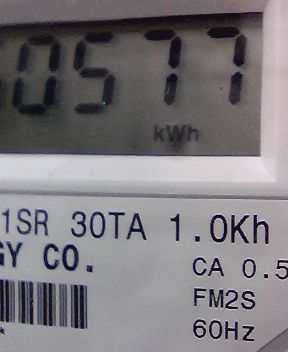 0577
kWh
1SR 30TA 1.0Kh
GY CO.
CA 0.5
FM2S
60Hz